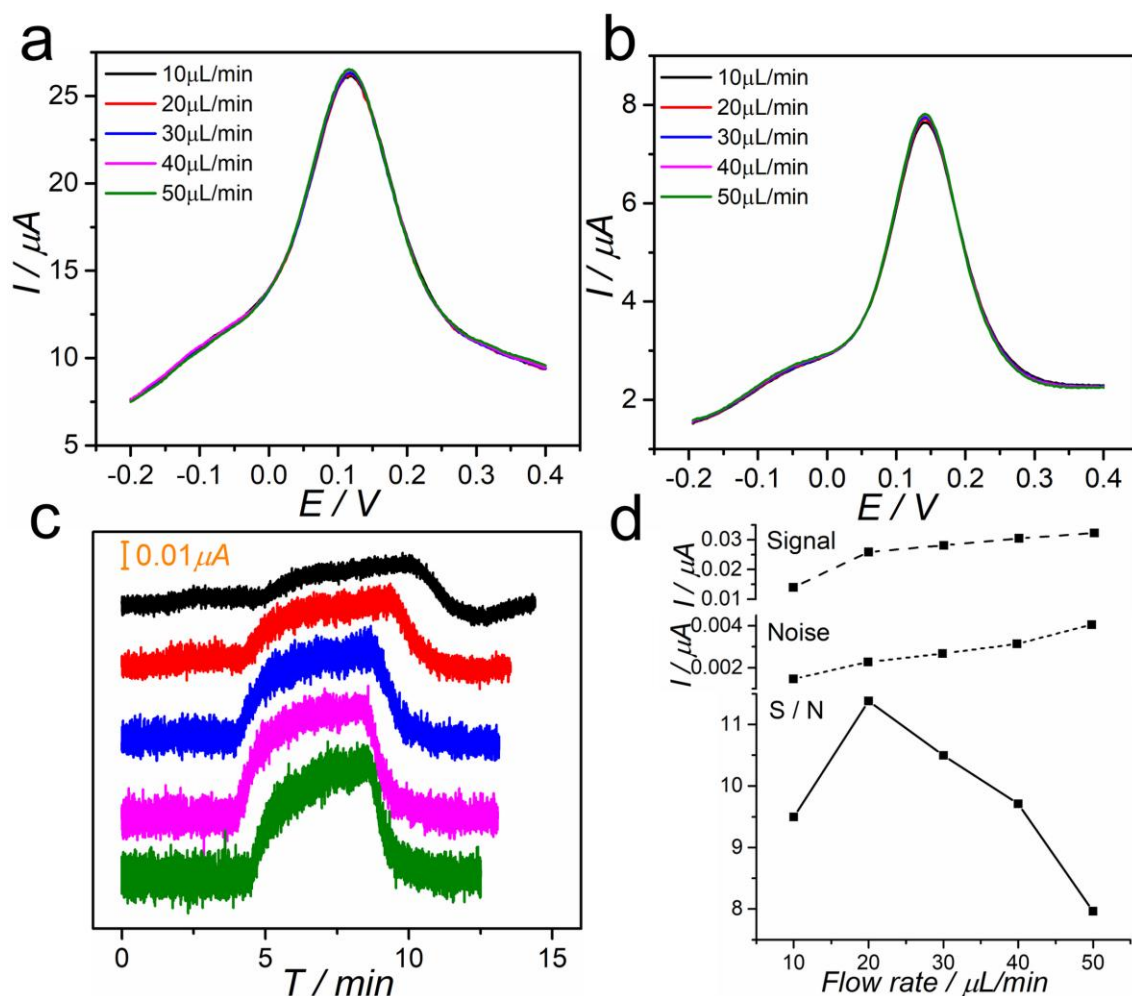 a
10μL/min
20μL/min
30μL/min
40μL/min
50μL/min
25
20
15
10
5
I / μA
-0.2 -0.1 0.0 0.1 0.2 0.3 0.4
E / V
b
10μL/min
20μL/min
30μL/min
40μL/min
50μL/min
8
6
4
2
I / μA
-0.2 -0.1 0.0 0.1 0.2 0.3 0.4
E / V
c
0.01μA
0 5 10 15
T / min
d
Signal
0.03
0.02
0.01
I / μA
Noise
0.004
0.002
I / μA
S / N
11
10
9
8
10 20 30 40 50
Flow rate / μL/min